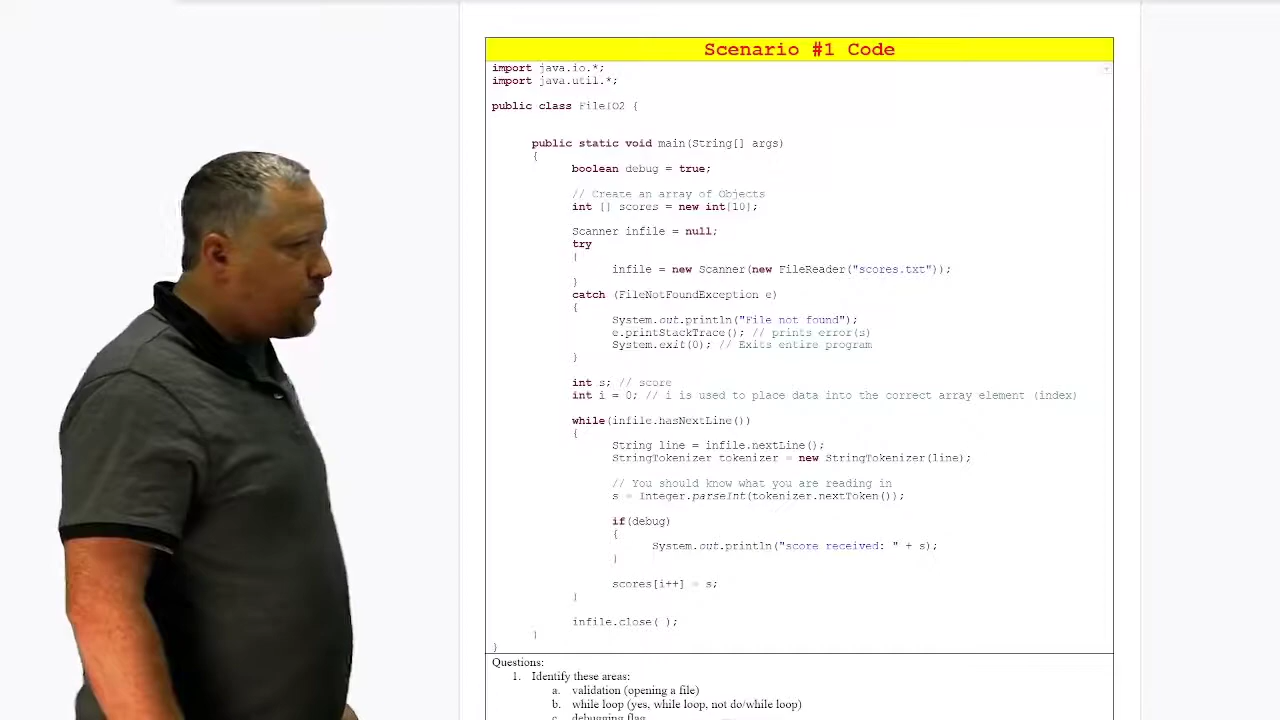 Scenario #1 Code
import java.io.*;
import java.util.*;
public class FileIO2 {
public static void main(String[] args)
{
boolean debug = true;
// Create an array of Objects
int [] scores = new int[10];
Scanner infile = null;
try
{
infile = new Scanner(new FileReader("scores.txt"));
}
catch (FileNotFoundException e)
{
System.out.println("File not found");
e.printStackTrace(); // prints error(s)
System.exit(0); // Exits entire program
}
int s; // score
int i = 0; // i is used to place data into the correct array element (index)
while(infile.hasNextLine())
{
String line = infile.nextLine();
StringTokenizer tokenizer = new StringTokenizer(line);
// You should know what you are reading in
s = Integer.parseInt(tokenizer.nextToken());
if(debug)
{
System.out.println("score received: " + s);
}
scores[i++] = s;
}
infile.close( );
}
}
Questions:
1. Identify these areas:
a. validation (opening a file)
b. while loop (yes, while loop, not do/while loop)
c. debugging flag